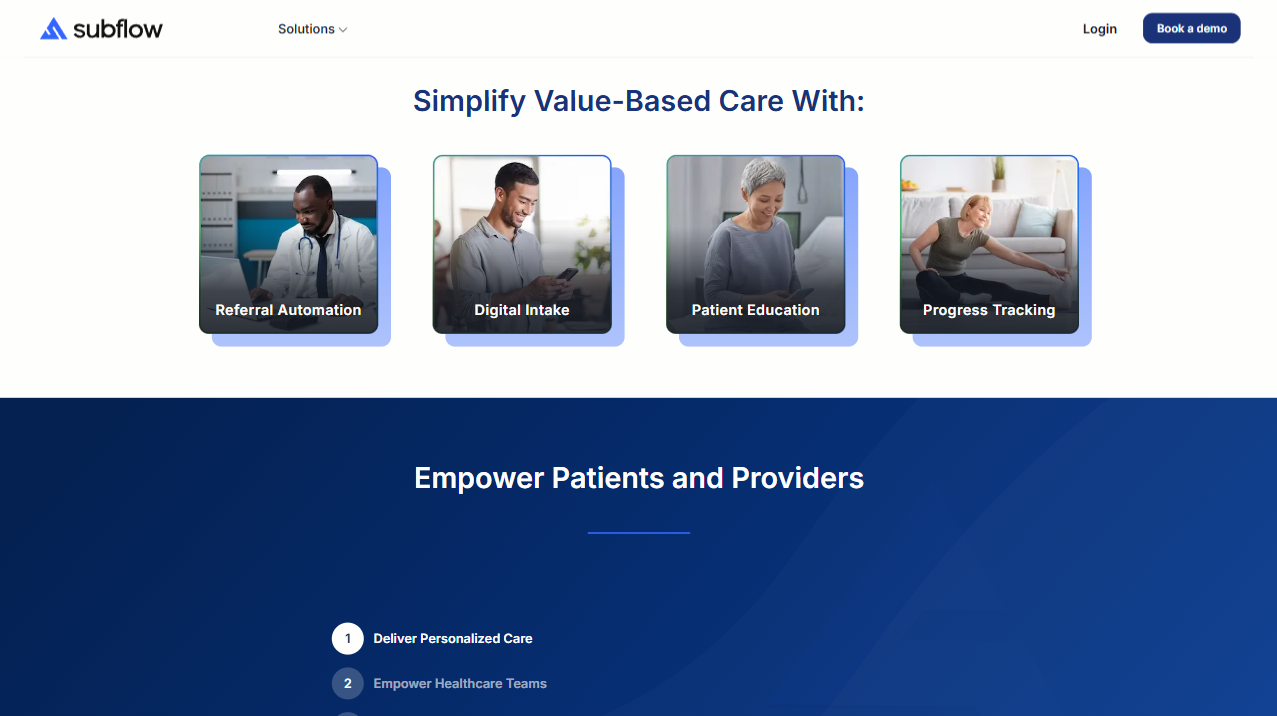 subflow
Solutions
Login
Book a demo
Simplify Value-Based Care With:
Referral Automation
Digital Intake
Patient Education
Progress Tracking
Empower Patients and Providers
1
Deliver Personalized Care
2
Empower Healthcare Teams